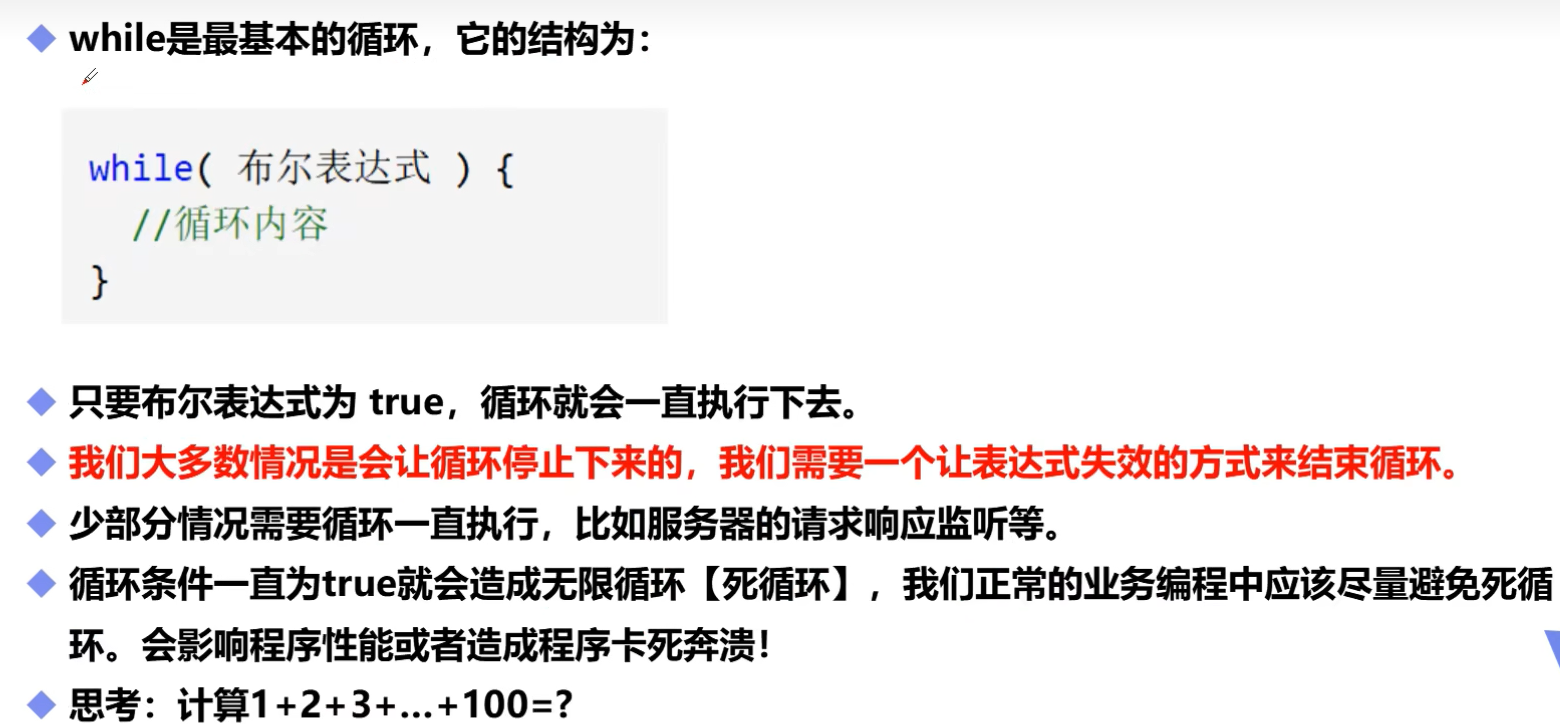 while是最基本的循环，它的结构为：
while( 布尔表达式 ) {
//循环内容
}
只要布尔表达式为 true，循环就会一直执行下去。
我们大多数情况是会让循环停止下来的，我们需要一个让表达式失效的方式来结束循环。
少部分情况需要循环一直执行，比如服务器的请求响应监听等。
循环条件一直为true就会造成无限循环【死循环】，我们正常的业务编程中应该尽量避免死循
环。会影响程序性能或者造成程序卡死奔溃！
思考：计算1+2+3+...+100=?